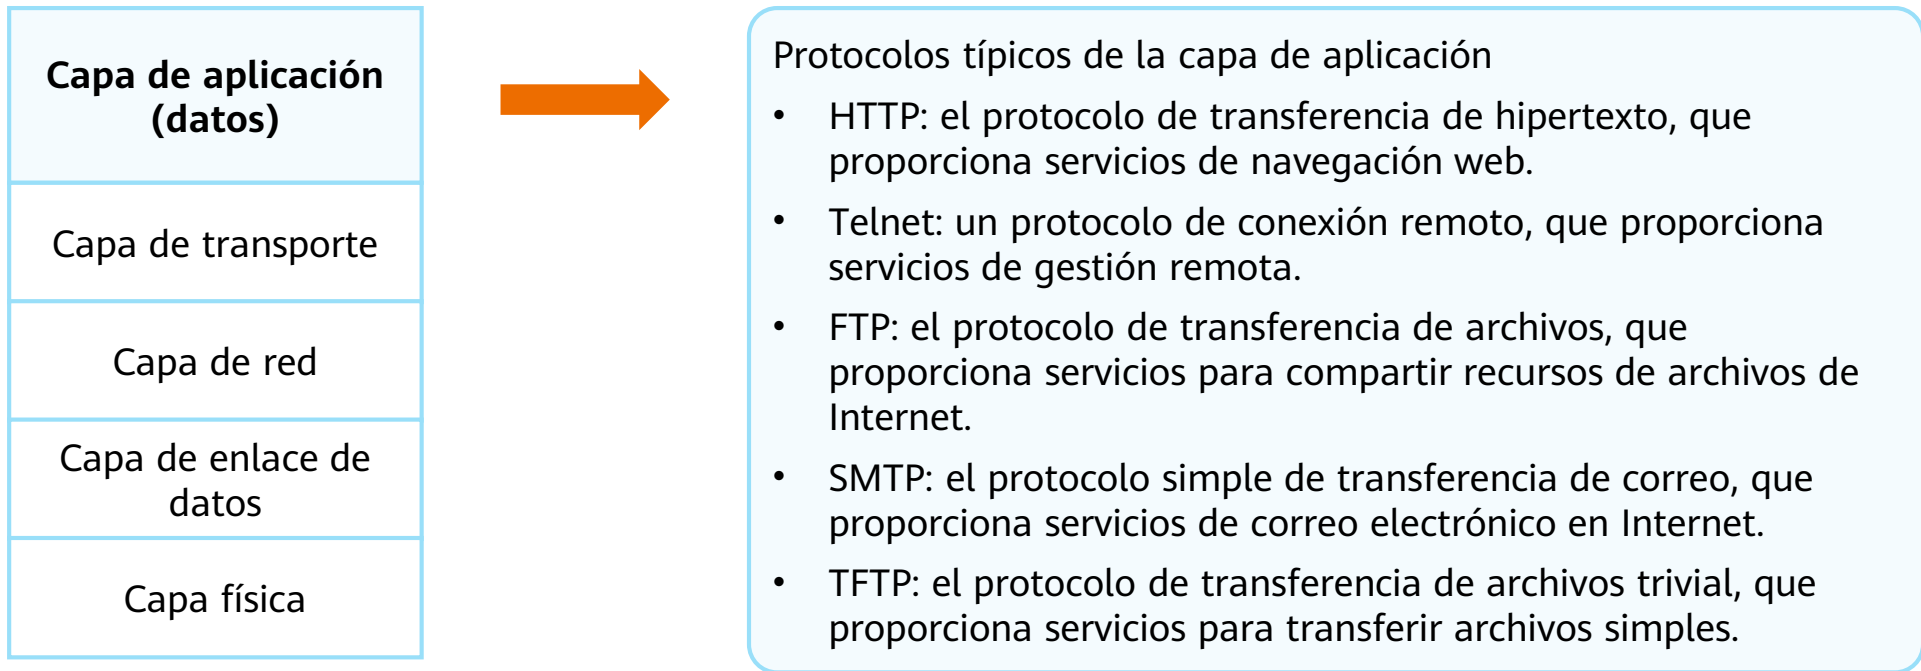 Capa de aplicación
(datos)
Capa de transporte
Capa de red
Capa de enlace de
datos
Capa física
Protocolos típicos de la capa de aplicación
• HTTP: el protocolo de transferencia de hipertexto, que
proporciona servicios de navegación web.
• Telnet: un protocolo de conexión remoto, que proporciona
servicios de gestión remota.
• FTP: el protocolo de transferencia de archivos, que
proporciona servicios para compartir recursos de archivos de
Internet.
• SMTP: el protocolo simple de transferencia de correo, que
proporciona servicios de correo electrónico en Internet.
• TFTP: el protocolo de transferencia de archivos trivial, que
proporciona servicios para transferir archivos simples.